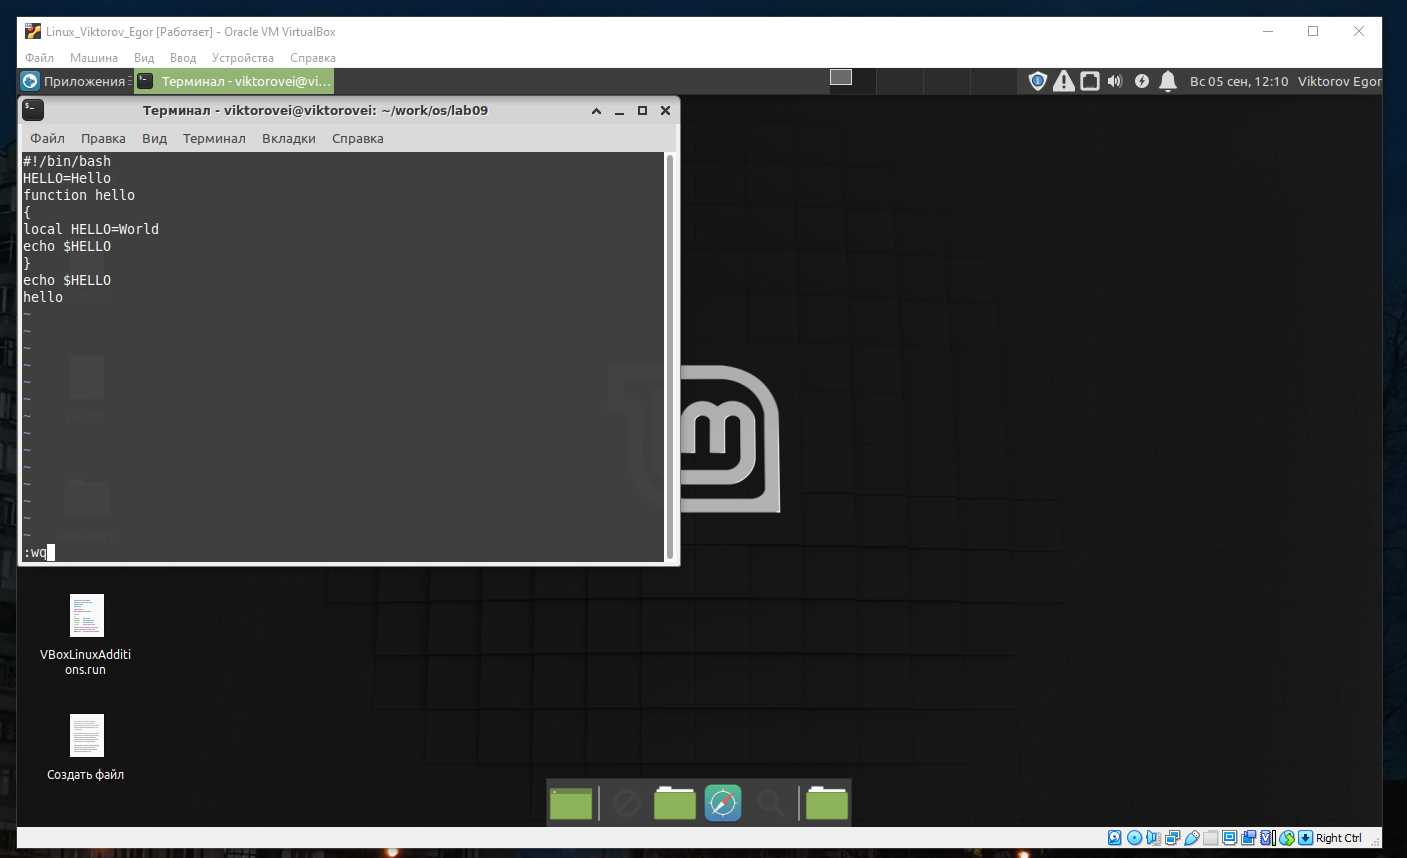 Linux_Viktorov_Egor [Работает] - Oracle VM VirtualBox
Файл Машина Вид Ввод Устройства Справка
Приложения Терминал - viktorovei@vi... Вс 05 сен, 12:10 Viktorov Egor
Терминал - viktorovei@viktorovei: ~/work/os/lab09
Файл Правка Вид Терминал Вкладки Справка
#!/bin/bash
HELLO=Hello
function hello
{
local HELLO=World
echo $HELLO
}
echo $HELLO
hello
~
~
~
~
~
~
~
~
~
~
~
~
~
~
:wq
VBoxLinuxAdditi
ons.run
Создать файл
Right Ctrl